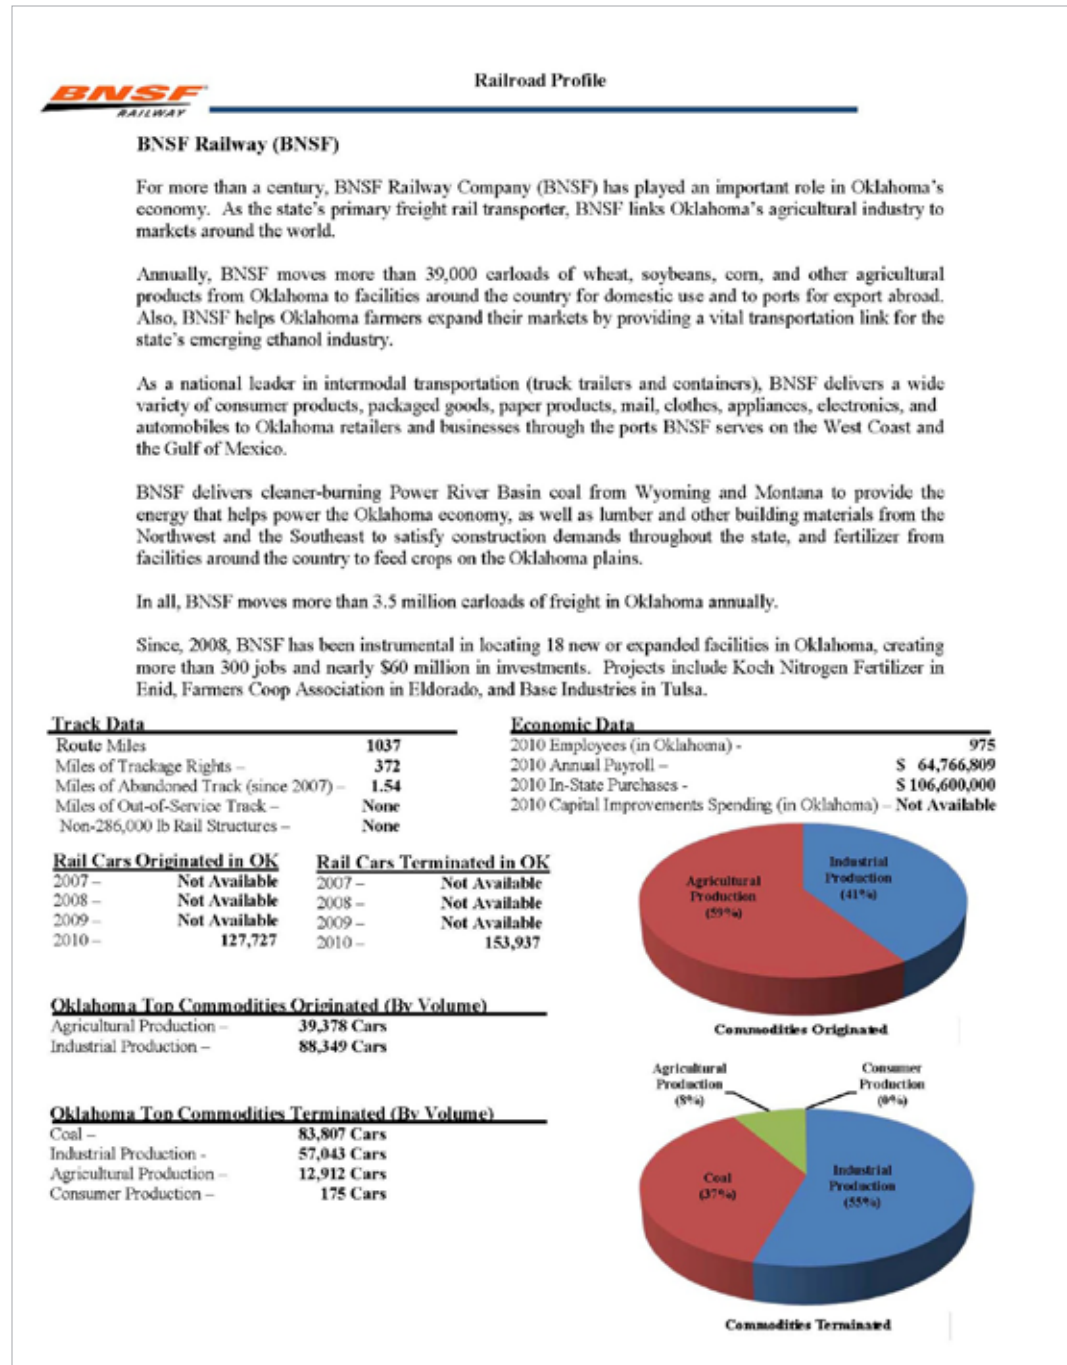 Railroad Profile
BNSF
RAILWAY
BNSF Railway (BNSF)
For more than a century, BNSF Railway Company (BNSF) has played an important role in Oklahoma's
economy. As the state's primary freight rail transporter, BNSF links Oklahoma's agricultural industry to
markets around the world.
Annually, BNSF moves more than 39,000 carloads of wheat, soybeans, corn, and other agricultural
products from Oklahoma to facilities around the country for domestic use and to ports for export abroad.
Also, BNSF helps Oklahoma farmers expand their markets by providing a vital transportation link for the
state's emerging ethanol industry.
As a national leader in intermodal transportation (truck trailers and containers), BNSF delivers a wide
variety of consumer products, packaged goods, paper products, mail, clothes, appliances, electronics, and
automobiles to Oklahoma retailers and businesses through the ports BNSF serves on the West Coast and
the Gulf of Mexico.
BNSF delivers cleaner-burning Power River Basin coal from Wyoming and Montana to provide the
energy that helps power the Oklahoma economy, as well as lumber and other building materials from the
Northwest and the Southeast to satisfy construction demands throughout the state, and fertilizer from
facilities around the country to feed crops on the Oklahoma plains.
In all, BNSF moves more than 3.5 million carloads of freight in Oklahoma annually.
Since, 2008, BNSF has been instrumental in locating 18 new or expanded facilities in Oklahoma, creating
more than 300 jobs and nearly $60 million in investments. Projects include Koch Nitrogen Fertilizer in
Enid, Farmers Coop Association in Eldorado, and Base Industries in Tulsa.
Track Data
Route Miles 1037
Miles of Trackage Rights – 372
Miles of Abandoned Track (since 2007) – 1.54
Miles of Out-of-Service Track – None
Non-286,000 lb Rail Structures – None
Economic Data
2010 Employees (in Oklahoma) - 975
2010 Annual Payroll – $ 64,766,809
2010 In-State Purchases - $ 106,600,000
2010 Capital Improvements Spending (in Oklahoma) – Not Available
Rail Cars Originated in OK
2007 – Not Available
2008 – Not Available
2009 – Not Available
2010 – 127,727
Rail Cars Terminated in OK
2007 – Not Available
2008 – Not Available
2009 – Not Available
2010 – 153,937
Agricultural
Production
(59%)
Industrial
Production
(41%)
Commodities Originated
Oklahoma Top Commodities Originated (By Volume)
Agricultural Production – 39,378 Cars
Industrial Production – 88,349 Cars
Oklahoma Top Commodities Terminated (By Volume)
Coal – 83,807 Cars
Industrial Production - 57,043 Cars
Agricultural Production – 12,912 Cars
Consumer Production – 175 Cars
Agricultural
Production
(8%)
Consumer
Production
(0%)
Coal
(37%)
Industrial
Production
(55%)
Commodities Terminated